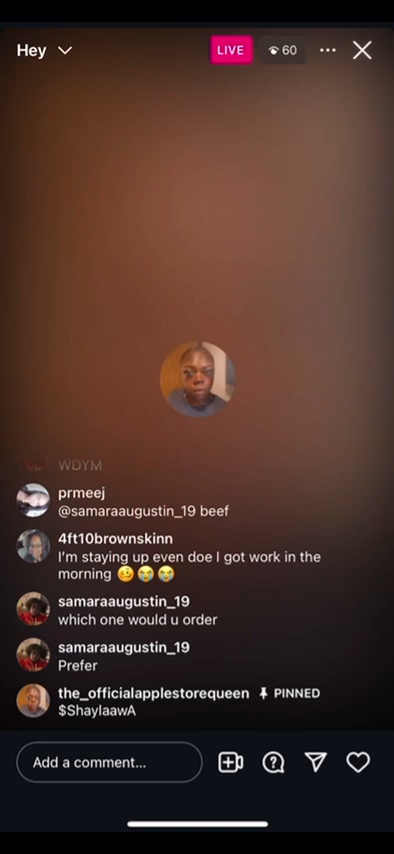 Hey
LIVE
60
WDYM
prmeej
@samaraaugustin_19 beef
4ft10brownskinn
I'm staying up even doe I got work in the
morning 🥴😭😭
samaraaugustin_19
which one would u order
samaraaugustin_19
Prefer
the_officialapplestorequeen PINNED
$ShaylaawA
Add a comment...